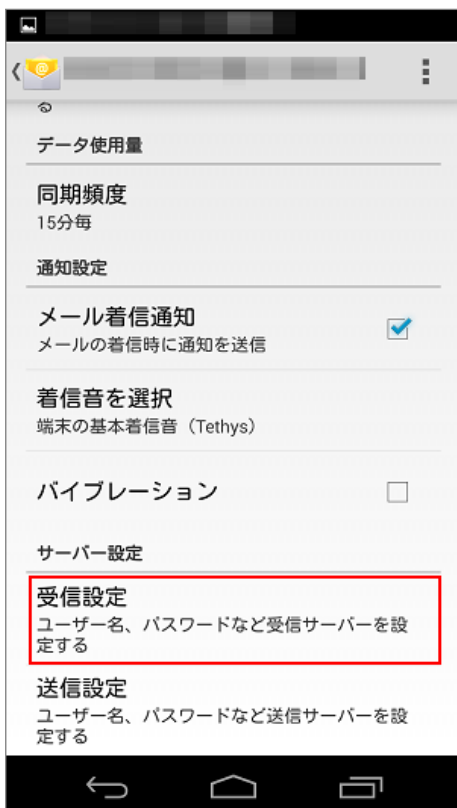 る
データ使用量
同期頻度
15分毎
通知設定
メール着信通知
メールの着信時に通知を送信
着信音を選択
端末の基本着信音（Tethys）
バイブレーション
サーバー設定
受信設定
ユーザー名、パスワードなど受信サーバーを設
定する
送信設定
ユーザー名、パスワードなど送信サーバーを設
定する